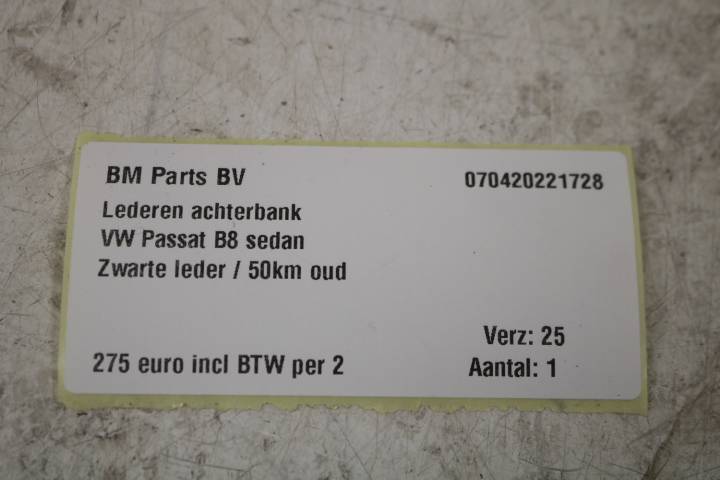 BM Parts BV 070420221728
Lederen achterbank
VW Passat B8 sedan
Zwarte leder / 50km oud
Verz: 25
275 euro incl BTW per 2 Aantal: 1